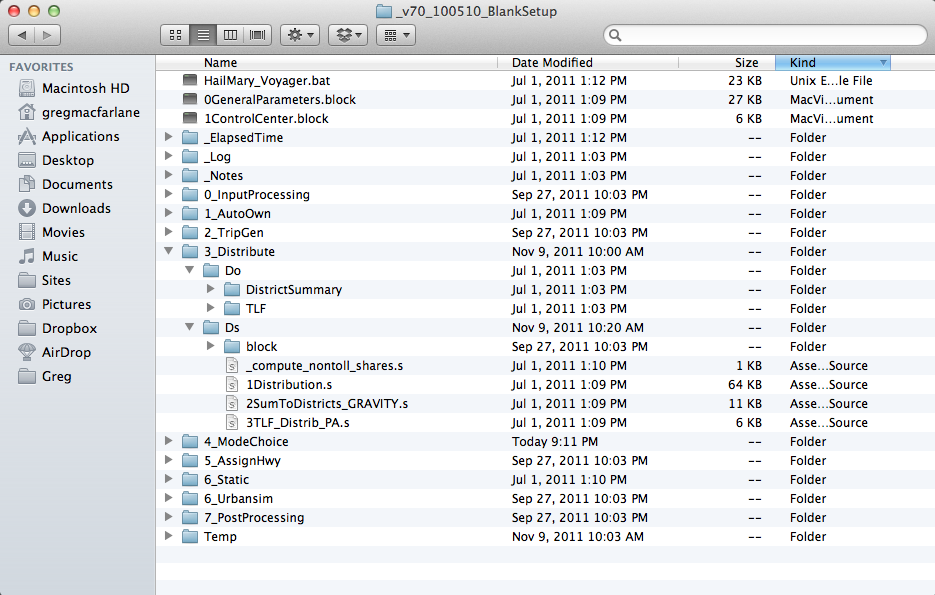 _v70_100510_BlankSetup
FAVORITES
Macintosh HD
gregmacfarlane
Applications
Desktop
Documents
Downloads
Movies
Music
Sites
Pictures
Dropbox
AirDrop
Greg
Name Date Modified Size Kind
HailMary_Voyager.bat Jul 1, 2011 1:12 PM 23 KB Unix E...le File
0GeneralParameters.block Jul 1, 2011 1:09 PM 27 KB MacVi...ument
1ControlCenter.block Jul 1, 2011 1:09 PM 6 KB MacVi...ument
_ElapsedTime Jul 1, 2011 1:12 PM -- Folder
_Log Jul 1, 2011 1:03 PM -- Folder
_Notes Jul 1, 2011 1:03 PM -- Folder
0_InputProcessing Sep 27, 2011 10:03 PM -- Folder
1_AutoOwn Jul 1, 2011 1:09 PM -- Folder
2_TripGen Sep 27, 2011 10:03 PM -- Folder
3_Distribute Nov 9, 2011 10:00 AM -- Folder
Do Jul 1, 2011 1:03 PM -- Folder
DistrictSummary Jul 1, 2011 1:03 PM -- Folder
TLF Jul 1, 2011 1:03 PM -- Folder
Ds Nov 9, 2011 10:20 AM -- Folder
block Sep 27, 2011 10:03 PM -- Folder
_compute_nontoll_shares.s Jul 1, 2011 1:10 PM 1 KB Asse...Source
1Distribution.s Jul 1, 2011 1:09 PM 64 KB Asse...Source
2SumToDistricts_GRAVITY.s Jul 1, 2011 1:09 PM 11 KB Asse...Source
3TLF_Distrib_PA.s Jul 1, 2011 1:09 PM 6 KB Asse...Source
4_ModeChoice Today 9:11 PM -- Folder
5_AssignHwy Sep 27, 2011 10:03 PM -- Folder
6_Static Jul 1, 2011 1:10 PM -- Folder
6_Urbansim Sep 27, 2011 10:03 PM -- Folder
7_PostProcessing Sep 27, 2011 10:03 PM -- Folder
Temp Nov 9, 2011 10:03 AM -- Folder